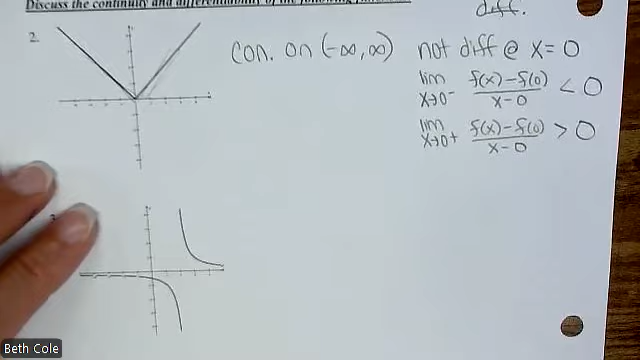 Discuss the continuity and differentiability of the following
diff.
2.
con. on (-∞,∞) not diff @ x=0
lim x→0⁻ f(x)-f(0) / x-0 < 0
lim x→0⁺ f(x)-f(0) / x-0 > 0
Beth Cole